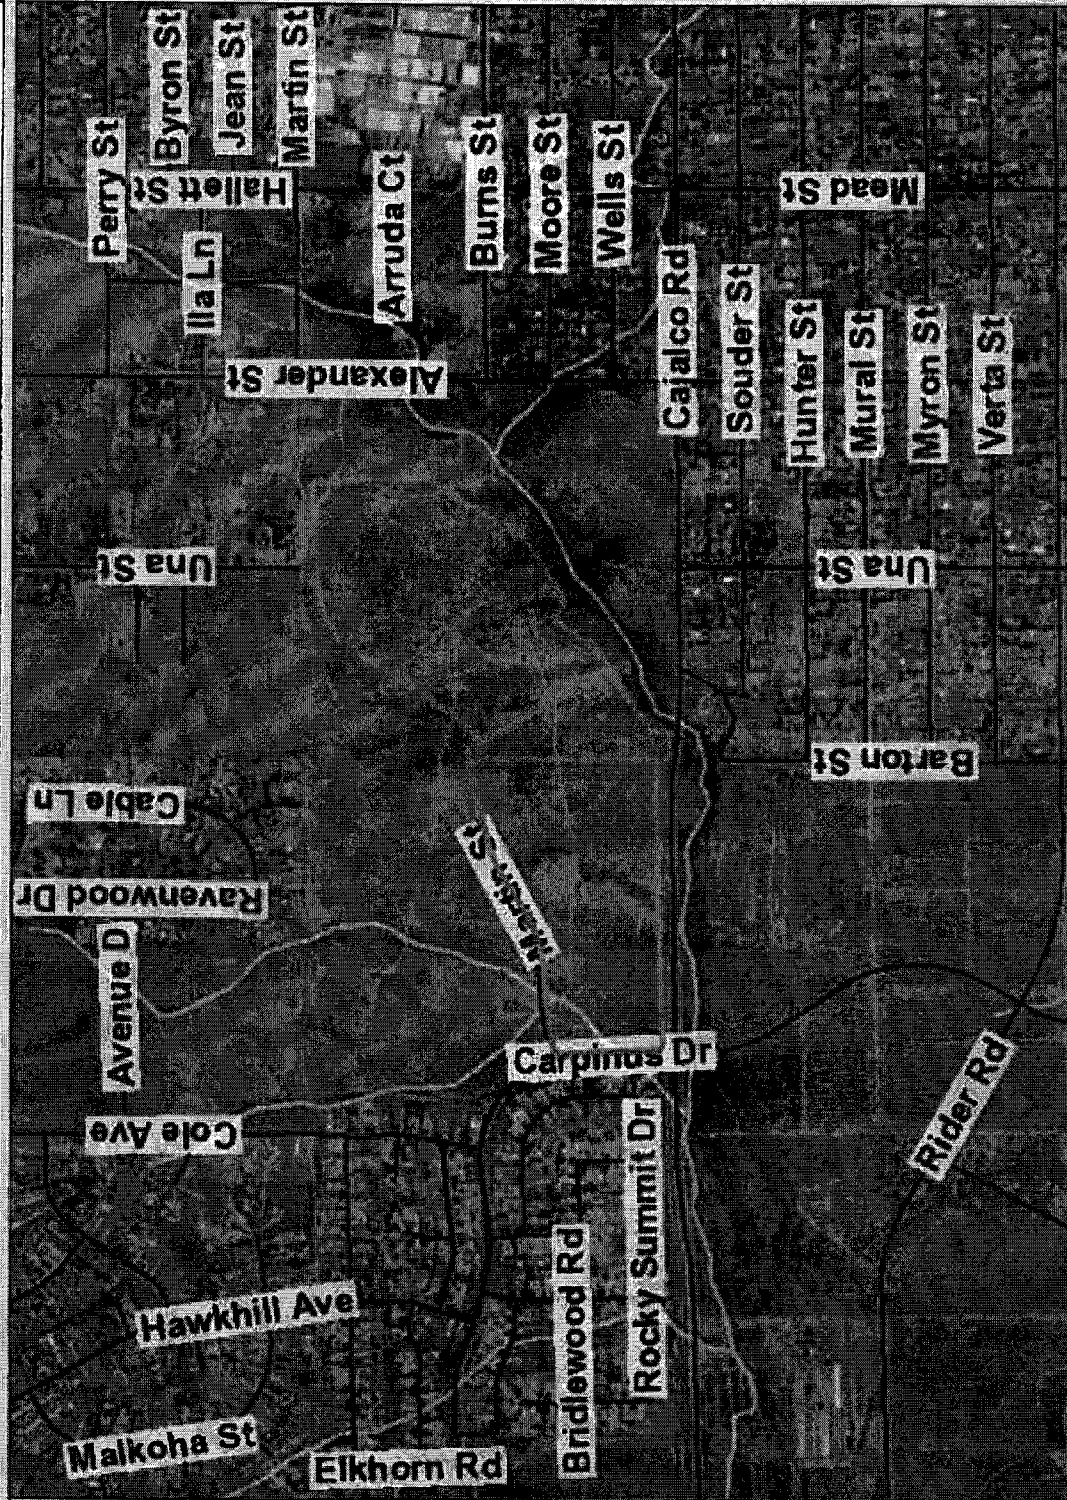 Byron St
Jean St
Martin St
Perry St
Hallett St
Arruda Ct
Burns St
Moore St
Wells St
Mead St
Ila Ln
Alexander St
Cajalco Rd
Souder St
Hunter St
Mural St
Myron St
Verta St
Una St
Una St
Barton St
Cable Ln
Ravenwood Dr
Martin St
Avenue D
Carpinus Dr
Cole Ave
Rider Rd
Rocky Summit Dr
Bridlewood Rd
Hawkhill Ave
Malkoha St
Elkhorn Rd